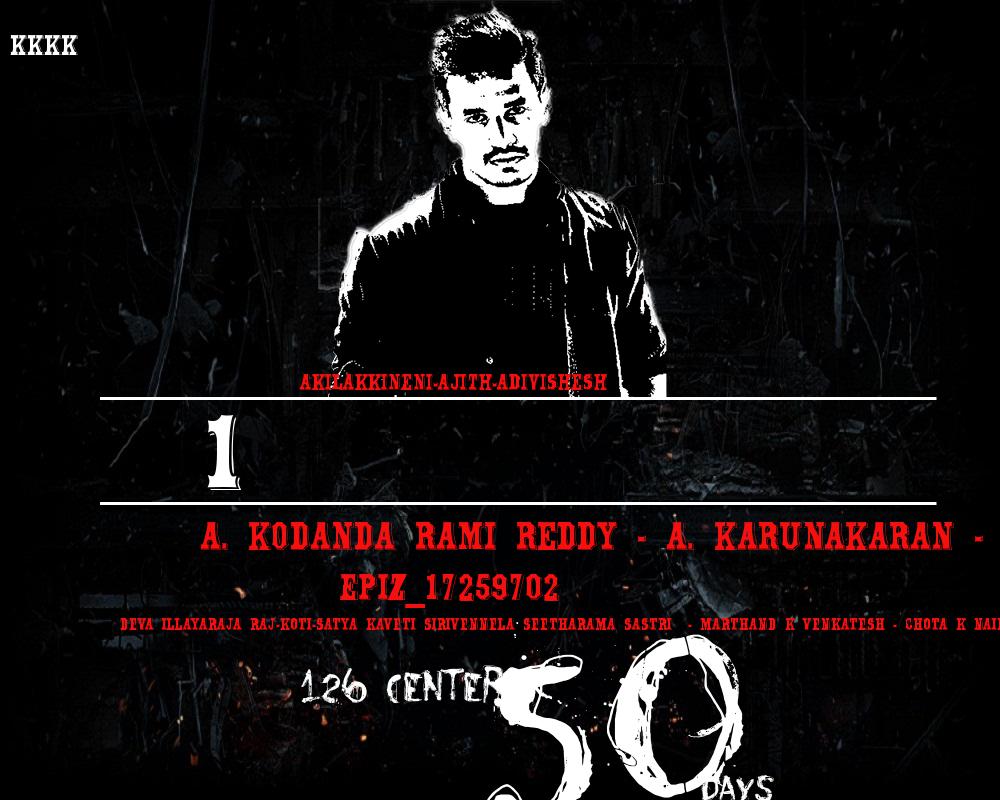 KKKK
AKILAKKINENI-AJITH-ADIVISHESH
1
A. KODANDA RAMI REDDY - A. KARUNAKARAN -
EPIZ_17259702
DEVA ILLAYARAJA RAJ-KOTI-SATYA KAVETI SIRIVENNELA SEETHARAMA SASTRI - MARTHAND K VENKATESH - CHOTA K
126 CENTERS
50
DAYS